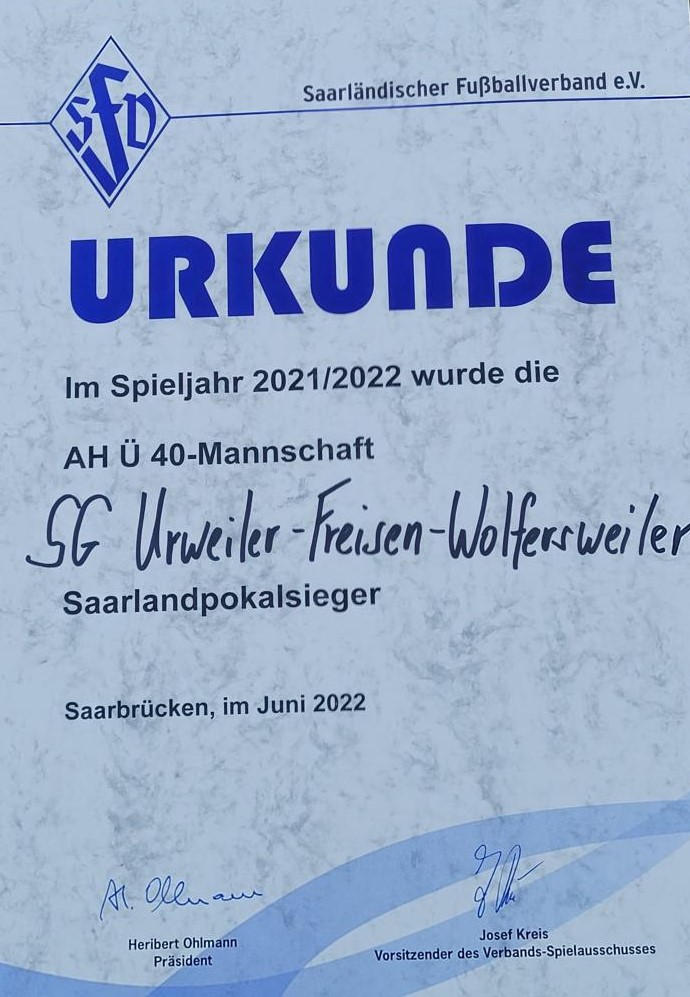 SFV
Saarländischer Fußballverband e.V.
URKUNDE
Im Spieljahr 2021/2022 wurde die
AH Ü 40-Mannschaft
SG Urweiler-Freisen-Wolfersweiler
Saarlandpokalsieger
Saarbrücken, im Juni 2022
H. Ohlmann
Heribert Ohlmann
Präsident
Josef Kreis
Vorsitzender des Verbands-Spielausschusses